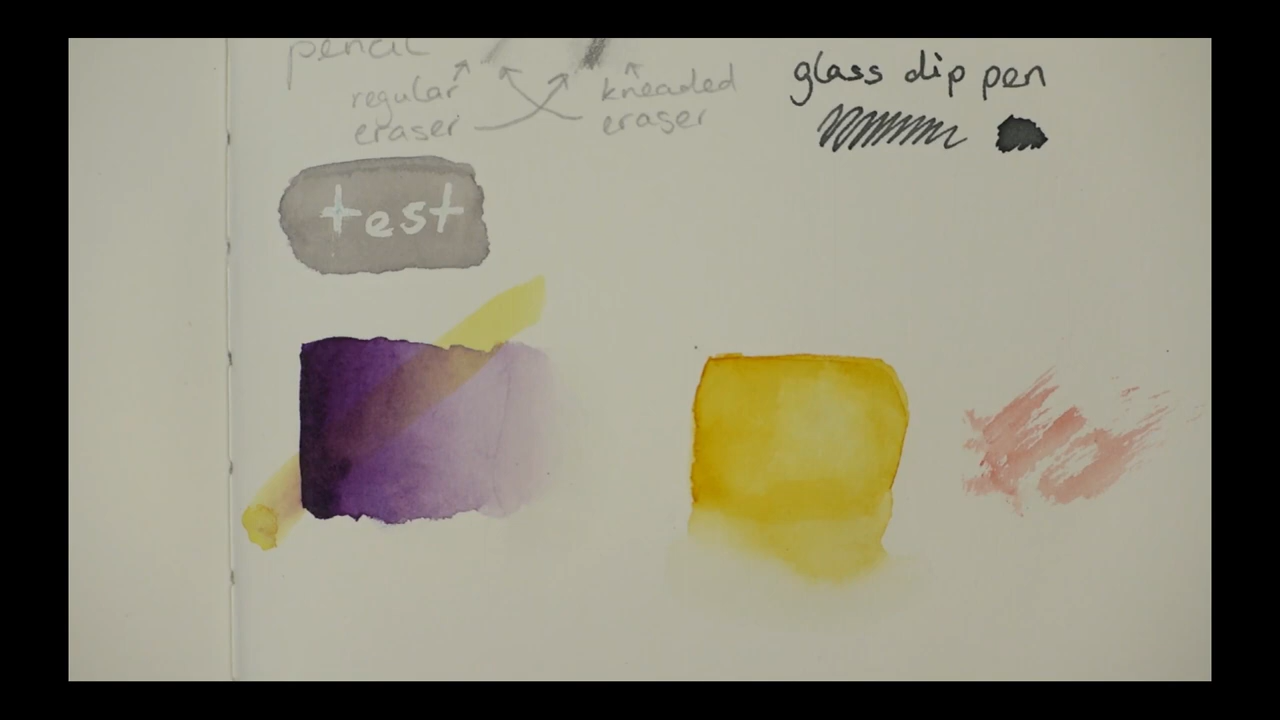 pencil
regular
eraser
kneaded
eraser
glass dip pen
test